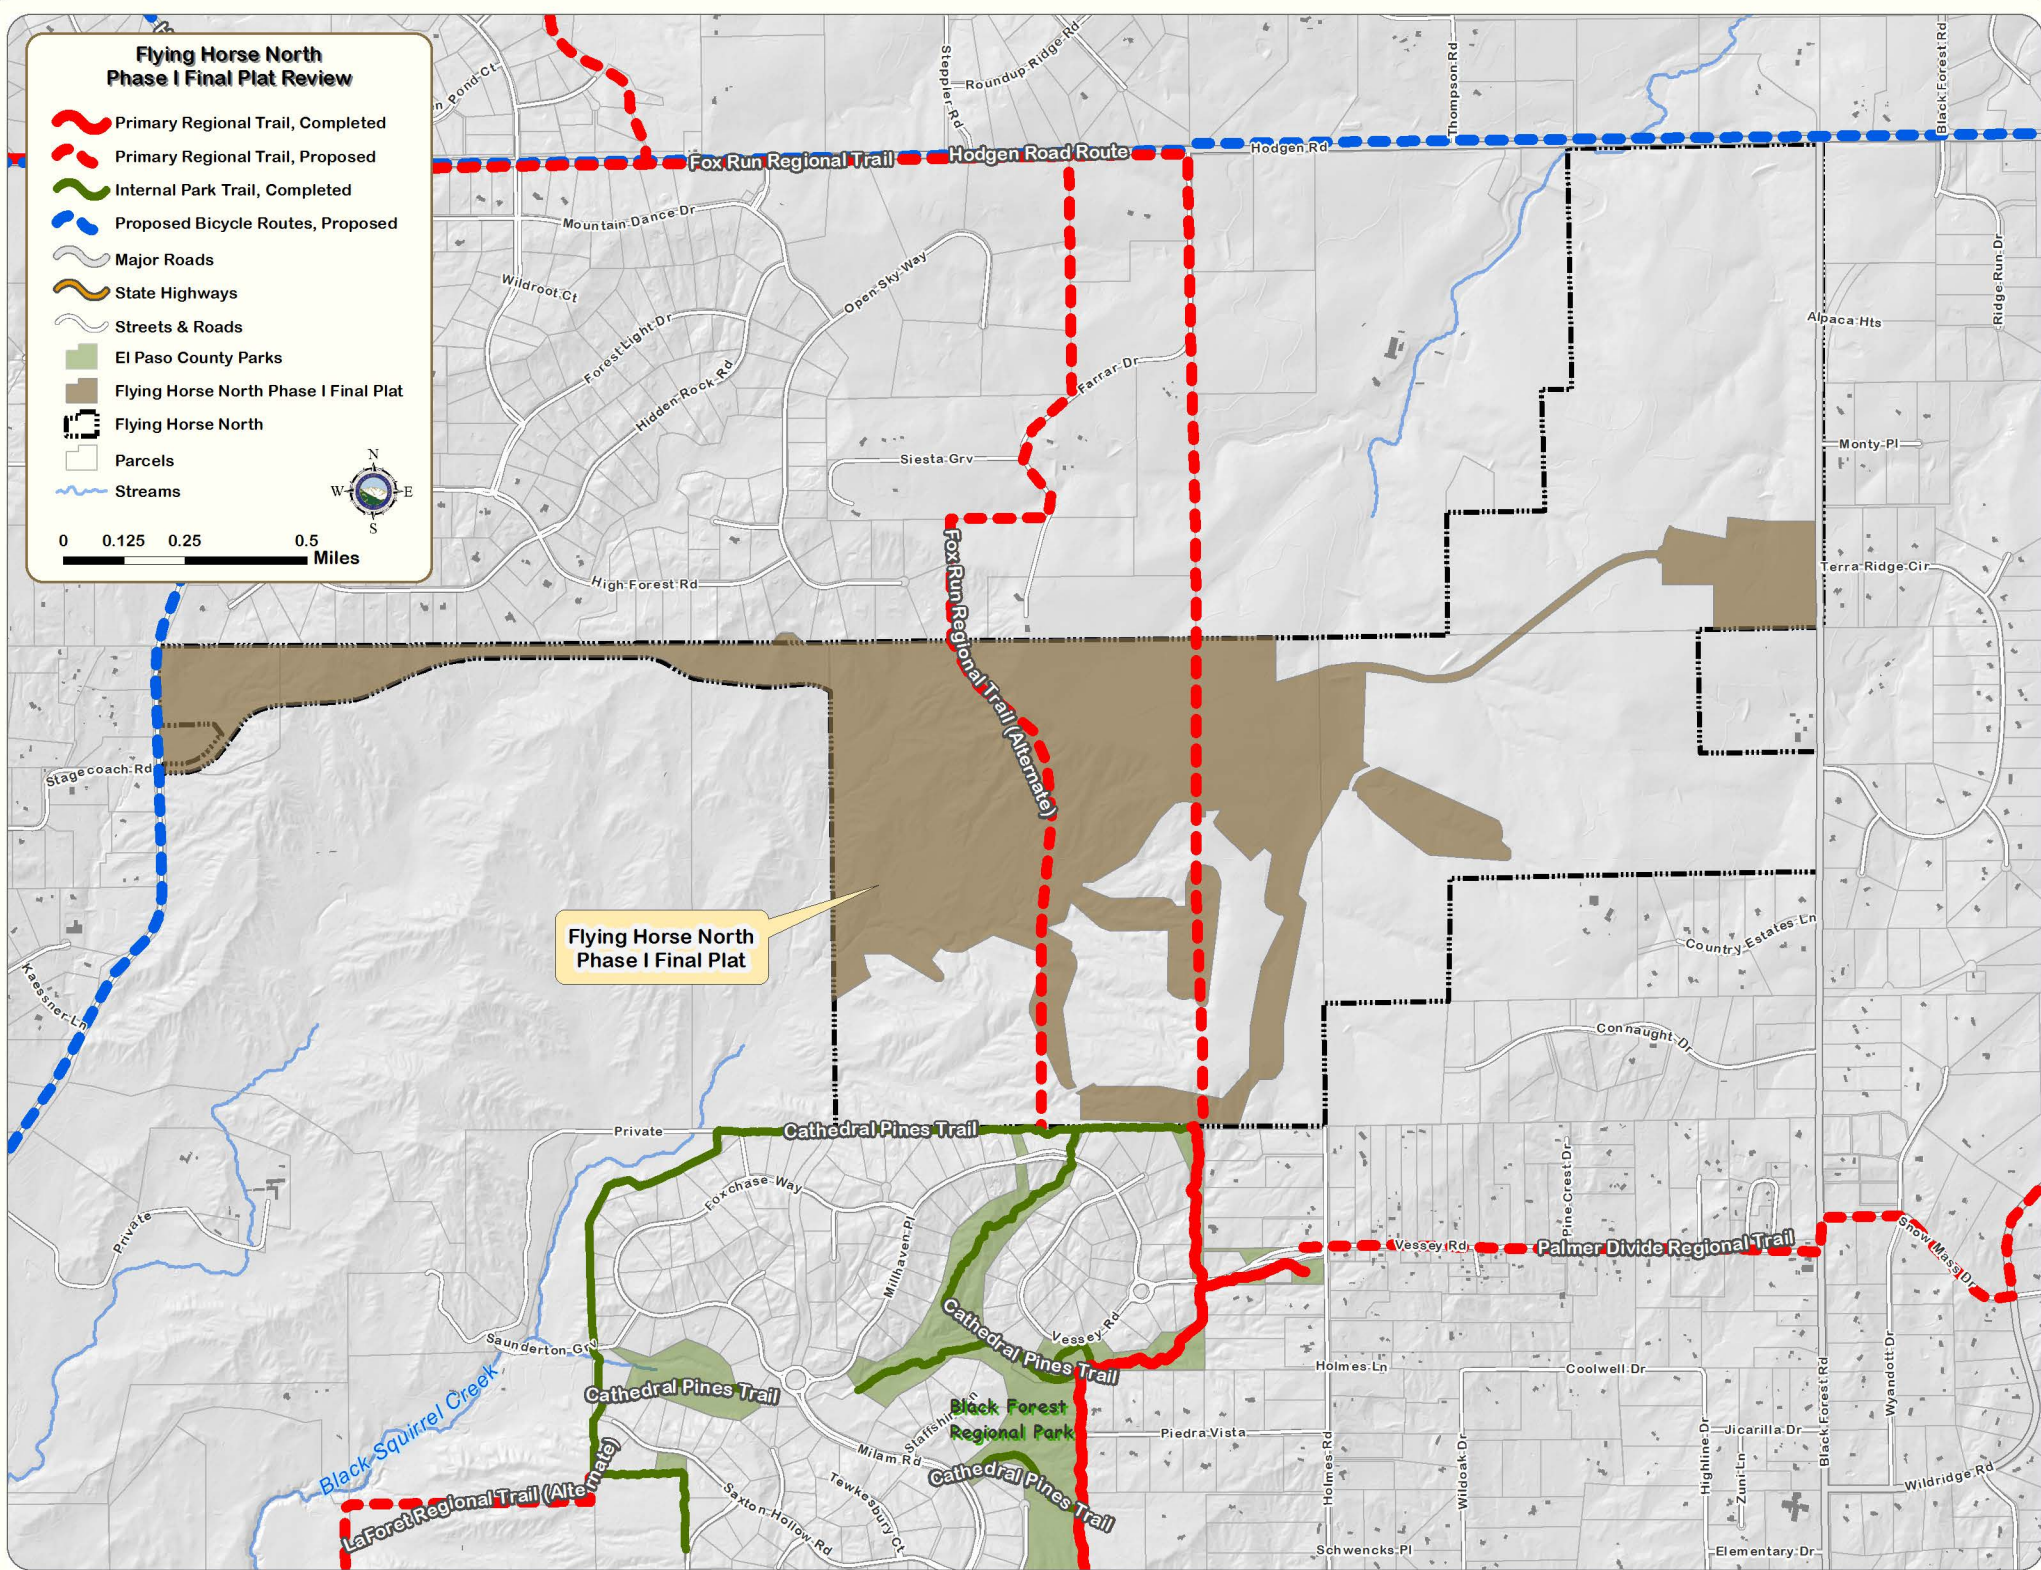 Flying Horse North
Phase I Final Plat Review
Primary Regional Trail, Completed
Primary Regional Trail, Proposed
Internal Park Trail, Completed
Proposed Bicycle Routes, Proposed
Major Roads
State Highways
Streets & Roads
El Paso County Parks
Flying Horse North Phase I Final Plat
Flying Horse North
Parcels
Streams
N
W
E
S
0
0.125
0.25
0.5
Miles
Pond Ct
Steppler Rd
Roundup Ridge Rd
Thompson Rd
Black Forest Rd
Fox Run Regional Trail
Hodgen Road Route
Hodgen Rd
Mountain Dance Dr
Wildroot Ct
Open Sky Way
Forest Light Dr
Hidden Rock Rd
Farrar Dr
Siesta Grv
High Forest Rd
Ridge Run Dr
Alpaca Hts
Monty Pl
Terra Ridge Cir
Fox Run Regional Trail (Alternate)
Stagecoach Rd
Kaessner Ln
Flying Horse North
Phase I Final Plat
Country Estates Ln
Connaught Dr
Private
Cathedral Pines Trail
Foxchase Way
Private
Millhaven Pl
Pine Crest Dr
Vessey Rd
Palmer Divide Regional Trail
Snow Mass Dr
Saunderton Grv
Cathedral Pines Trail
Vessey Rd
Cathedral Pines Trail
Holmes Ln
Coolwell Dr
Black Forest Rd
Wyandott Dr
Black Squirrel Creek
Black Forest
Regional Park
Milam Rd
Piedra Vista
Holmes Rd
Wildoak Dr
Highline Dr
Jicarilla Dr
Zuni Ln
Wildridge Rd
Cathedral Pines Trail
LaForet Regional Trail (Alternate)
Saxton Hollow Rd
Tewkesbury Ct
Schwencks Pl
Elementary Dr